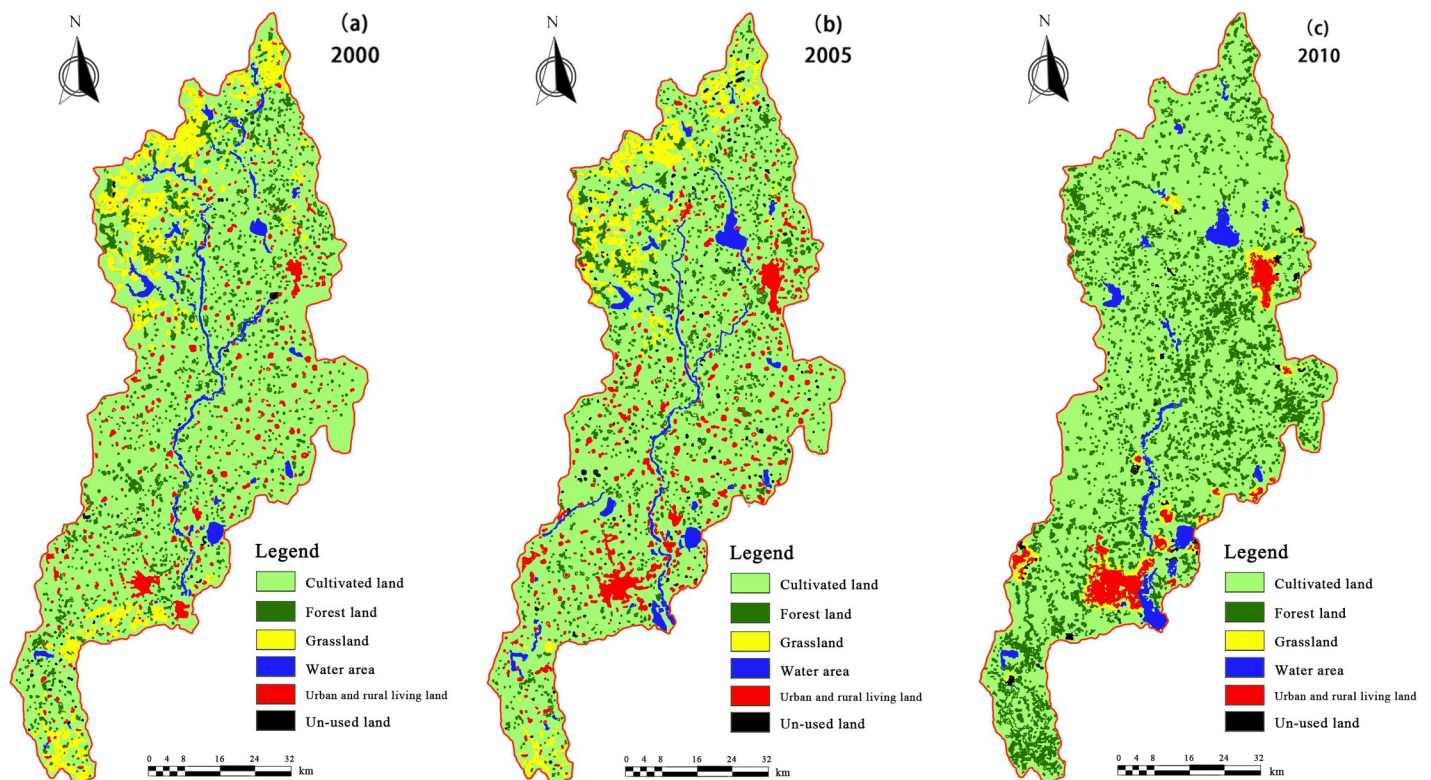 N
(a)
2000
Legend
Cultivated land
Forest land
Grassland
Water area
Urban and rural living land
Un-used land
0 4 8 16 24 32
km
N
(b)
2005
Legend
Cultivated land
Forest land
Grassland
Water area
Urban and rural living land
Un-used land
0 4 8 16 24 32
km
N
(c)
2010
Legend
Cultivated land
Forest land
Grassland
Water area
Urban and rural living land
Un-used land
0 4 8 16 24 32
km